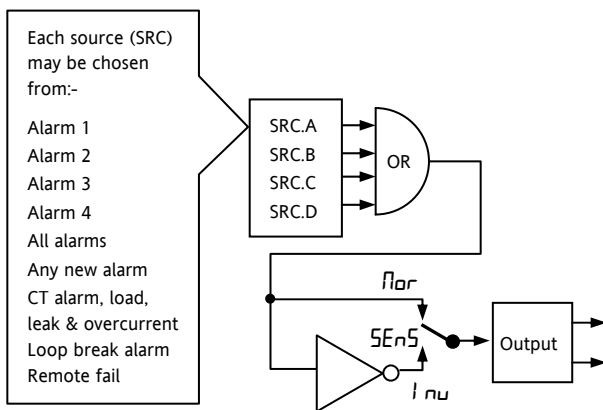 Each source (SRC)
may be chosen
from:-
Alarm 1
Alarm 2
Alarm 3
Alarm 4
All alarms
Any new alarm
CT alarm, load,
leak & overcurrent
Loop break alarm
Remote fail
SRC.A
SRC.B
SRC.C
SRC.D
OR
nor
SEnS
Inv
Output